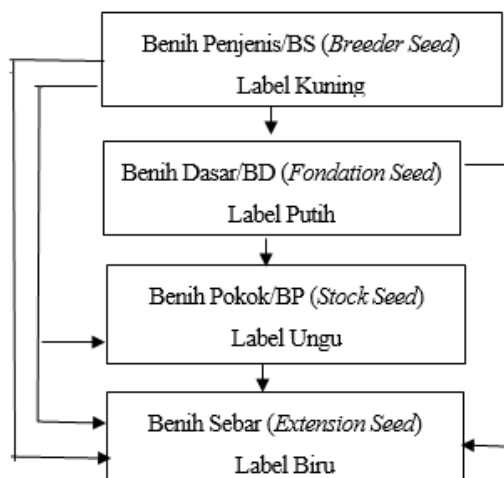 Benih Penjenis/BS (Breeder Seed)
Label Kuning
Benih Dasar/BD (Fondation Seed)
Label Putih
Benih Pokok/BP (Stock Seed)
Label Ungu
Benih Sebar (Extension Seed)
Label Biru